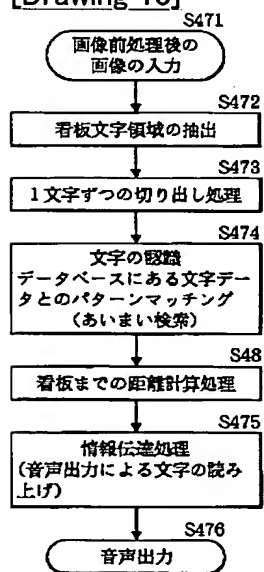 [Drawing 10]
S471
画像前処理後の
画像の入力
S472
看板文字領域の抽出
S473
1文字ずつの切り出し処理
S474
文字の認識
データベースにある文字デー
タとのパターンマッチング
(あいまい検索)
S48
看板までの距離計算処理
S475
情報伝達処理
(音声出力による文字の読み
上げ)
S476
音声出力